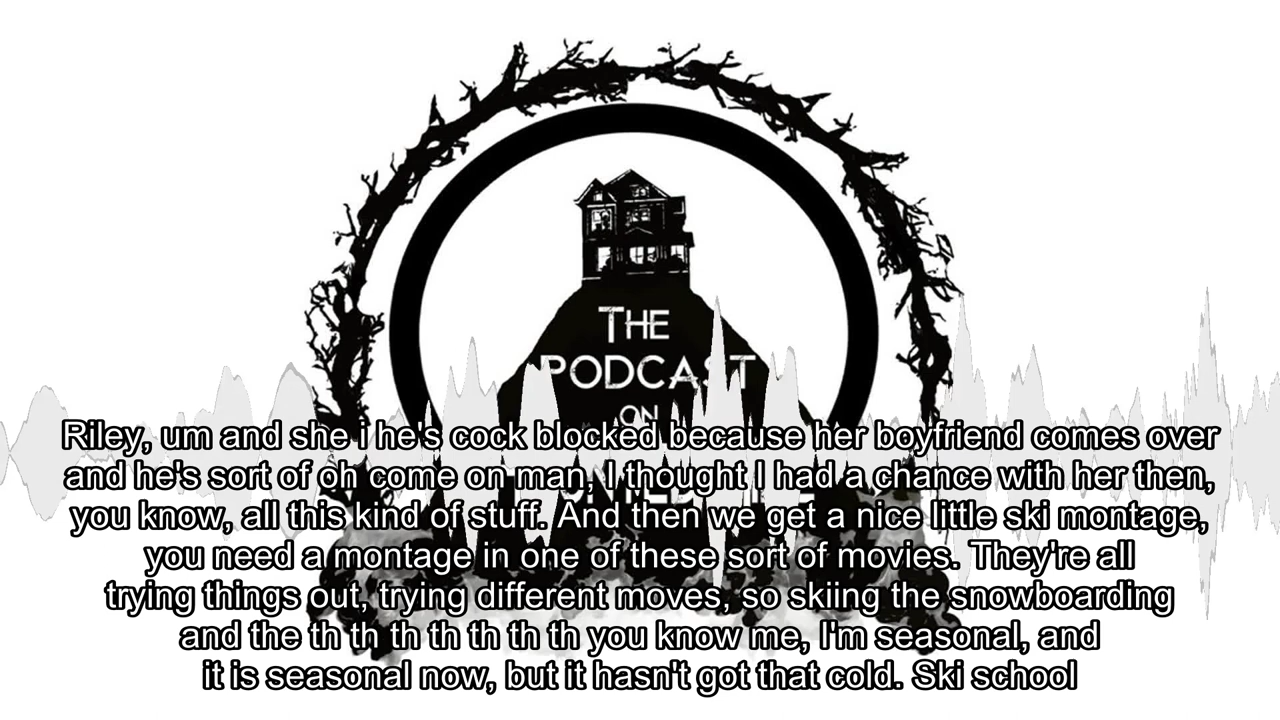 THE
PODCAST
ON
Riley, um and she i he's cock blocked because her boyfriend comes over
and he's sort of oh come on man, I thought I had a chance with her then,
you know, all this kind of stuff. And then we get a nice little ski montage,
you need a montage in one of these sort of movies. They're all
trying things out, trying different moves, so skiing the snowboarding
and the th th th th th th th you know me, I'm seasonal, and
it is seasonal now, but it hasn't got that cold. Ski school